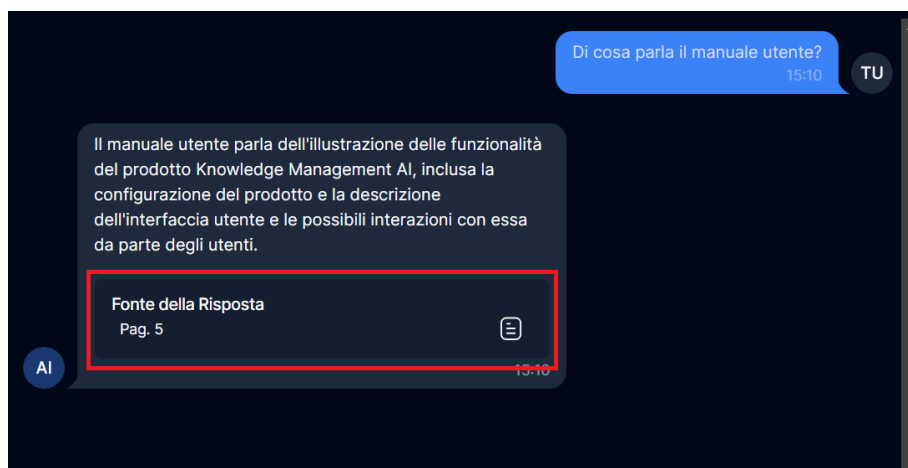 Di cosa parla il manuale utente?
15:10
TU
Il manuale utente parla dell'illustrazione delle funzionalità
del prodotto Knowledge Management AI, inclusa la
configurazione del prodotto e la descrizione
dell'interfaccia utente e le possibili interazioni con essa
da parte degli utenti.
Fonte della Risposta
Pag. 5
AI
15:10